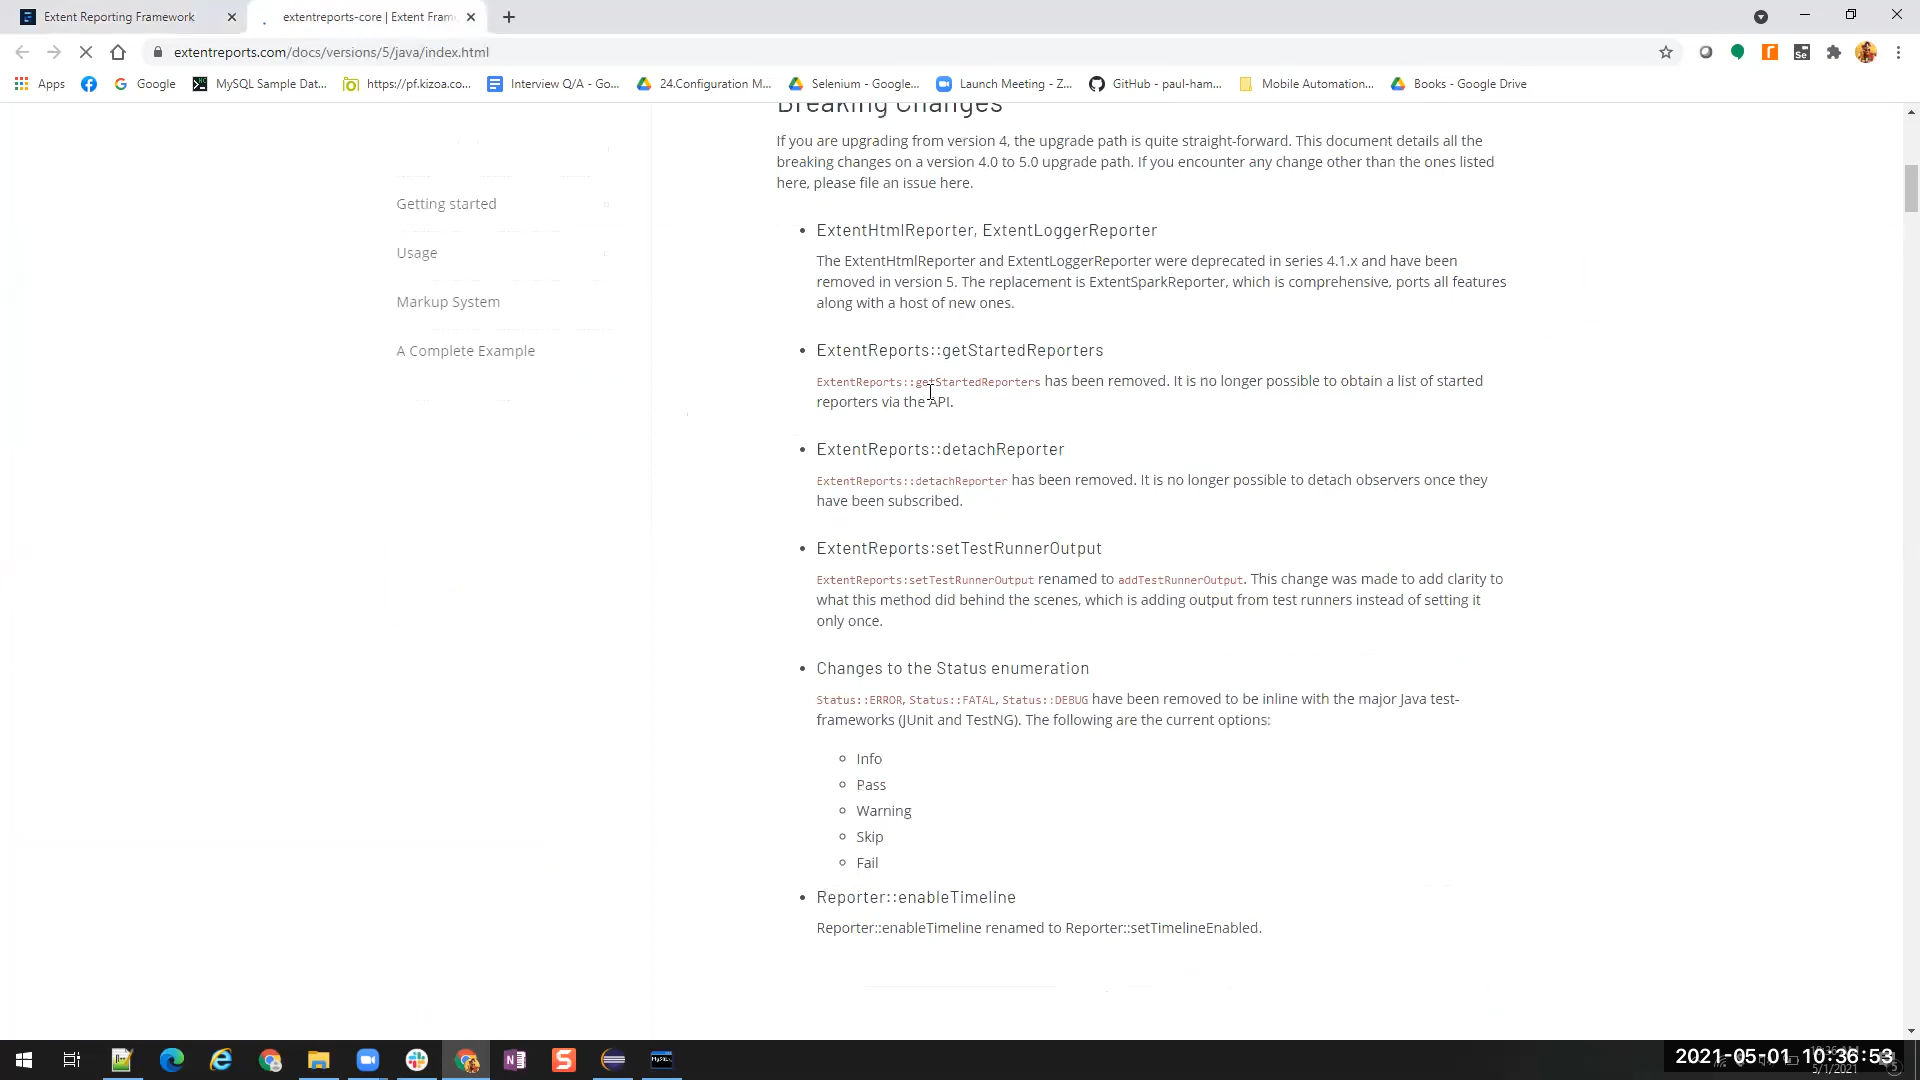 Extent Reporting Framework
extentreports-core | Extent Fram
extentreports.com/docs/versions/5/java/index.html
Apps
Google
MySQL Sample Dat...
https://pf.kizoa.co...
Interview Q/A - Go...
24.Configuration M...
Selenium - Google...
Launch Meeting - Z...
GitHub - paul-ham...
Mobile Automation...
Books - Google Drive
Getting started
Usage
Markup System
A Complete Example
Breaking Changes
If you are upgrading from version 4, the upgrade path is quite straight-forward. This document details all the
breaking changes on a version 4.0 to 5.0 upgrade path. If you encounter any change other than the ones listed
here, please file an issue here.
• ExtentHtmlReporter, ExtentLoggerReporter
The ExtentHtmlReporter and ExtentLoggerReporter were deprecated in series 4.1.x and have been
removed in version 5. The replacement is ExtentSparkReporter, which is comprehensive, ports all features
along with a host of new ones.
• ExtentReports::getStartedReporters
ExtentReports::getStartedReporters has been removed. It is no longer possible to obtain a list of started
reporters via the API.
• ExtentReports::detachReporter
ExtentReports::detachReporter has been removed. It is no longer possible to detach observers once they
have been subscribed.
• ExtentReports:setTestRunnerOutput
ExtentReports:setTestRunnerOutput renamed to addTestRunnerOutput. This change was made to add clarity to
what this method did behind the scenes, which is adding output from test runners instead of setting it
only once.
• Changes to the Status enumeration
Status::ERROR, Status::FATAL, Status::DEBUG have been removed to be inline with the major Java test-
frameworks (JUnit and TestNG). The following are the current options:
Info
Pass
Warning
Skip
Fail
• Reporter::enableTimeline
Reporter::enableTimeline renamed to Reporter::setTimelineEnabled.
2021-05-01 10:36:53
5/1/2021